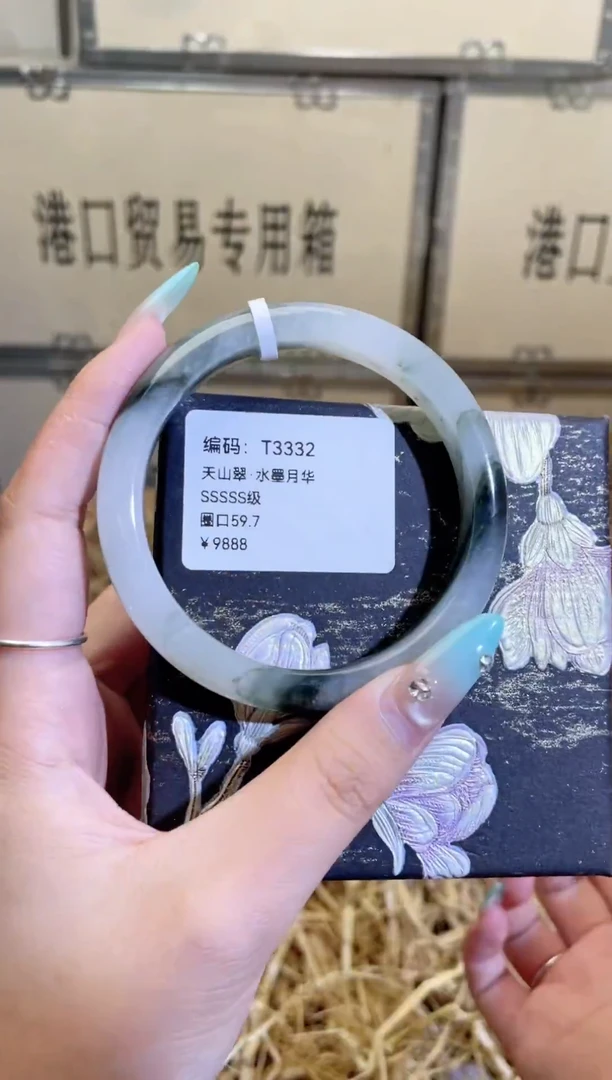 港口贸易专用箱
港口
编码：T3332
天山翠·水墨月华
SSSSS级
圈口59.7
￥9888